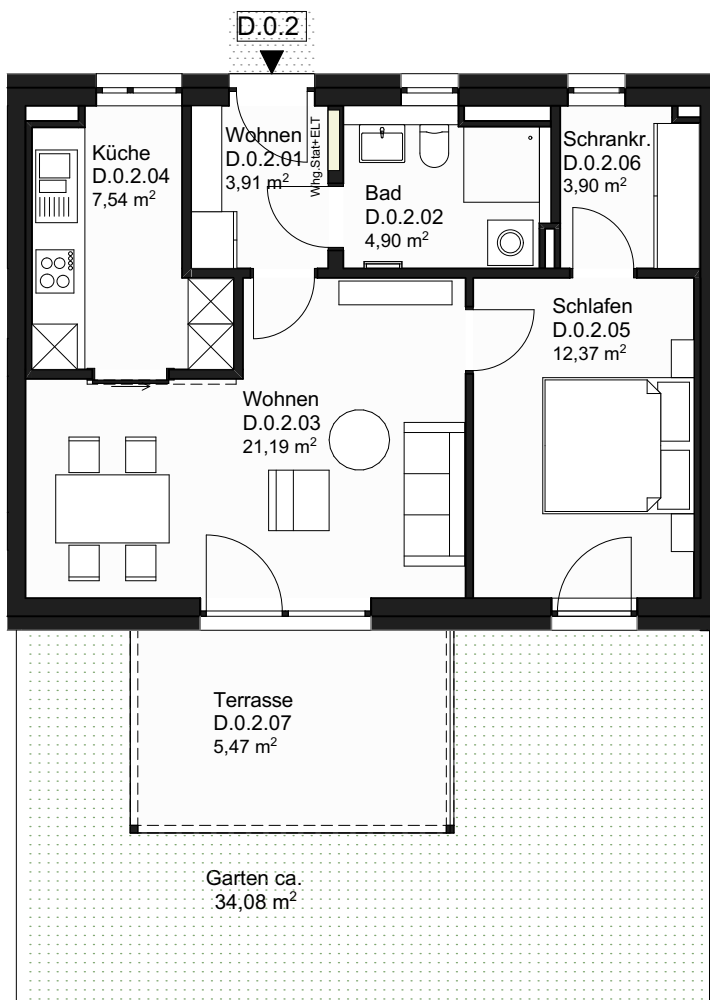 D.0.2
Küche
D.0.2.04
7,54 m²
Wohnen
D.0.2.01
3,91 m²
Whg.Stat+ELT
Bad
D.0.2.02
4,90 m²
Schrankr.
D.0.2.06
3,90 m²
Schlafen
D.0.2.05
12,37 m²
Wohnen
D.0.2.03
21,19 m²
Terrasse
D.0.2.07
5,47 m²
Garten ca.
34,08 m²